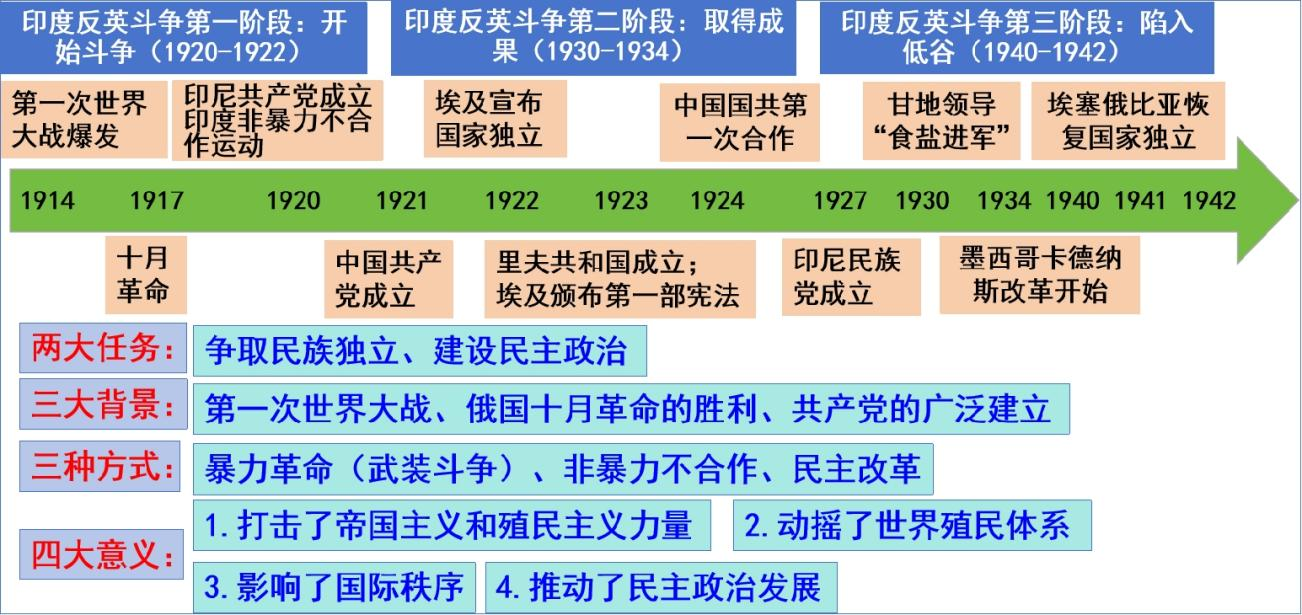 印度反英斗争第一阶段：开
始斗争（1920-1922）
印度反英斗争第二阶段：取得成
果（1930-1934）
印度反英斗争第三阶段：陷入
低谷（1940-1942）
第一次世界
大战爆发
印尼共产党成立
印度非暴力不合
作运动
埃及宣布
国家独立
中国国共第
一次合作
甘地领导
“食盐进军”
埃塞俄比亚恢
复国家独立
1914 1917 1920 1921 1922 1923 1924 1927 1930 1934 1940 1941 1942
十月
革命
中国共产
党成立
里夫共和国成立；
埃及颁布第一部宪法
印尼民族
党成立
墨西哥卡德纳
斯改革开始
两大任务：
争取民族独立、建设民主政治
三大背景：
第一次世界大战、俄国十月革命的胜利、共产党的广泛建立
三种方式：
暴力革命（武装斗争）、非暴力不合作、民主改革
四大意义：
1.打击了帝国主义和殖民主义力量
2.动摇了世界殖民体系
3.影响了国际秩序
4.推动了民主政治发展